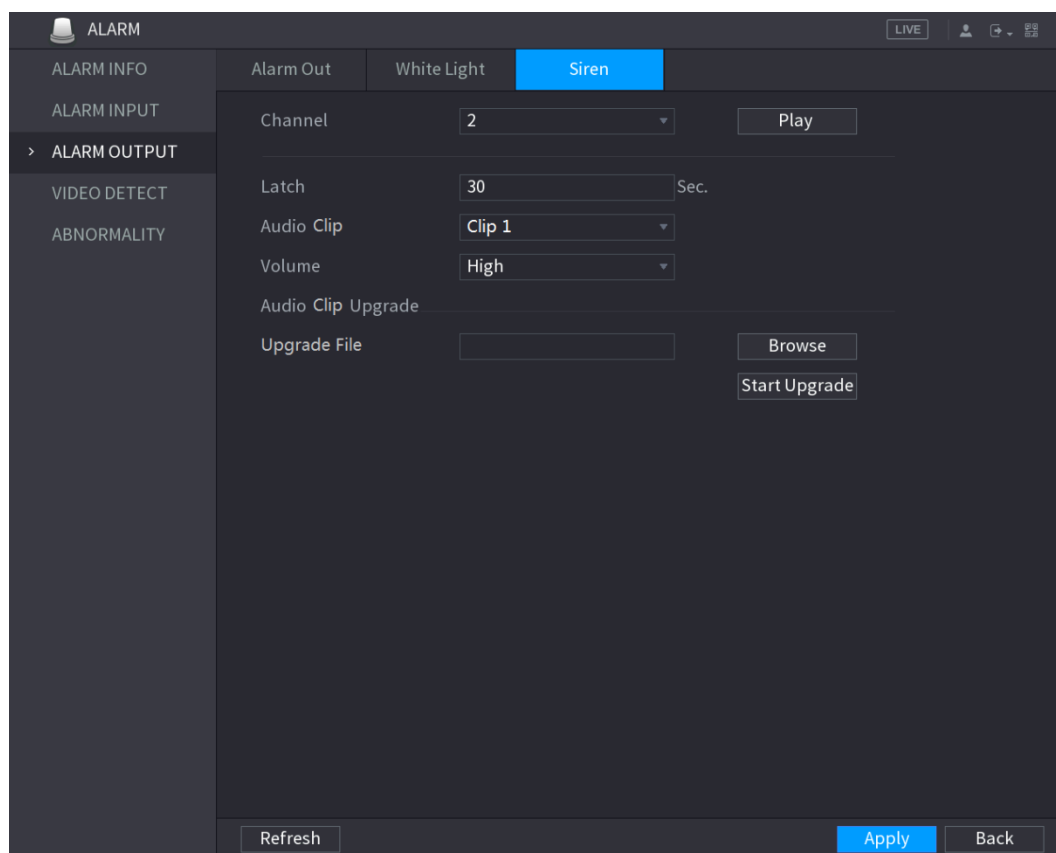 ALARM LIVE
ALARM INFO
ALARM INPUT
> ALARM OUTPUT
VIDEO DETECT
ABNORMALITY
Alarm Out White Light Siren
Channel 2 Play
Latch 30 Sec.
Audio Clip Clip 1
Volume High
Audio Clip Upgrade
Upgrade File Browse
Start Upgrade
Refresh Apply Back